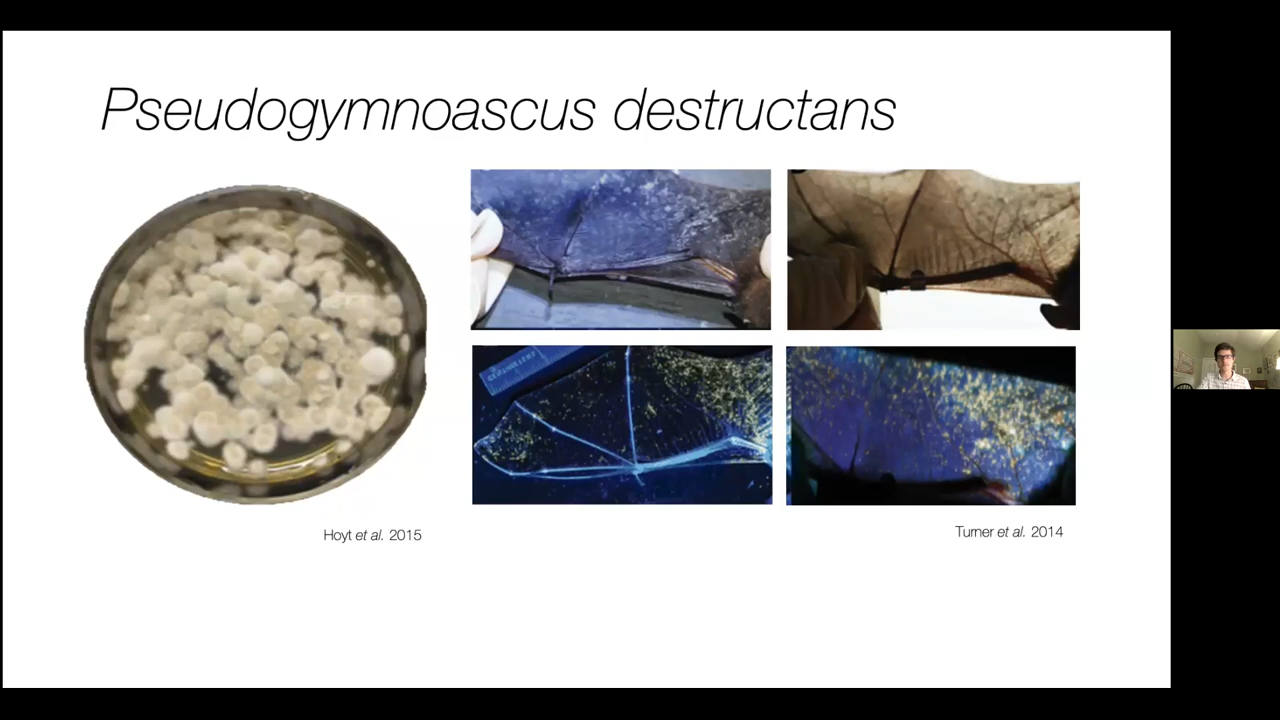 Pseudogymnoascus destructans
Hoyt et al. 2015
Turner et al. 2014